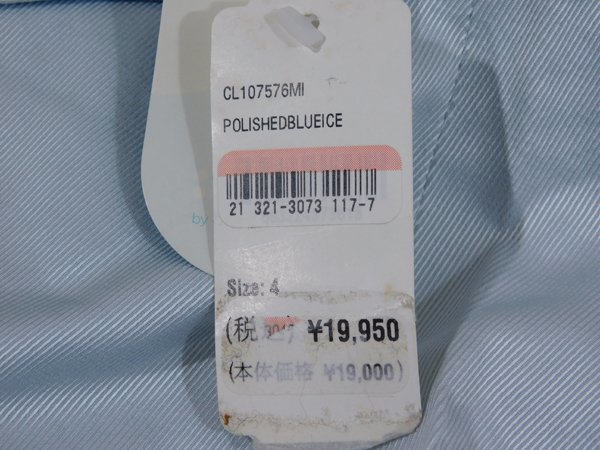 CL107576MI
POLISHEDBLUEICE
by
21 321-3073 117-7
Size: 4
(税 ) ¥19,950
(本体価格 ¥19,000)